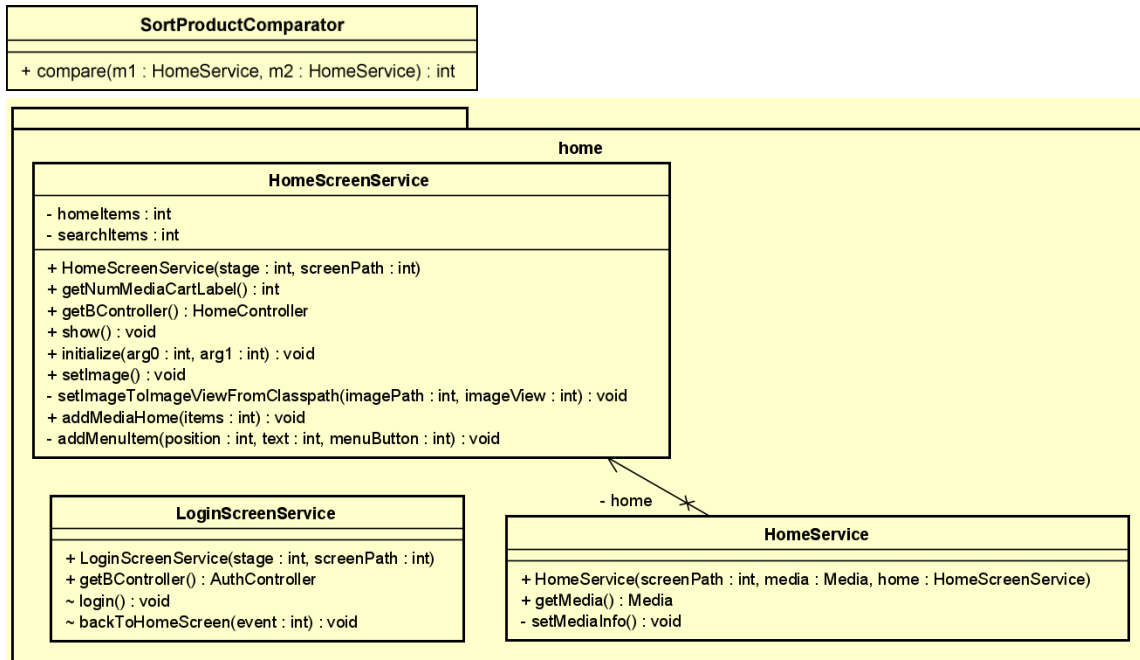 SortProductComparator
+ compare(m1 : HomeService, m2 : HomeService) : int
home
HomeScreenService
- homeItems : int
- searchItems : int
+ HomeScreenService(stage : int, screenPath : int)
+ getNumMediaCartLabel() : int
+ getBController() : HomeController
+ show() : void
+ initialize(arg0 : int, arg1 : int) : void
+ setImage() : void
- setImageToImageViewFromClasspath(imagePath : int, imageView : int) : void
+ addMediaHome(items : int) : void
- addMenuItem(position : int, text : int, menuButton : int) : void
- home
LoginScreenService
+ LoginScreenService(stage : int, screenPath : int)
+ getBController() : AuthController
~ login() : void
~ backToHomeScreen(event : int) : void
HomeService
+ HomeService(screenPath : int, media : Media, home : HomeScreenService)
+ getMedia() : Media
- setMediaInfo() : void